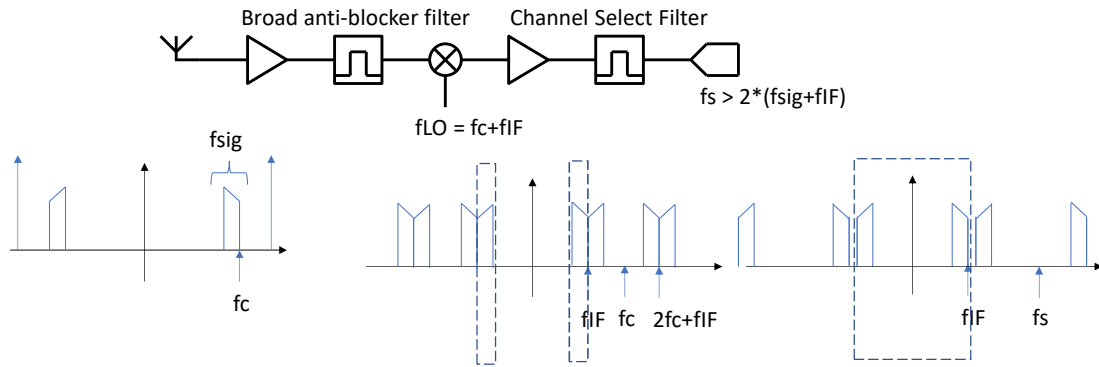 Broad anti-blocker filter
Channel Select Filter
fs > 2*(fsig+fIF)
fLO = fc+fIF
fsig
fc
fIF
fc
2fc+fIF
fIF
fs